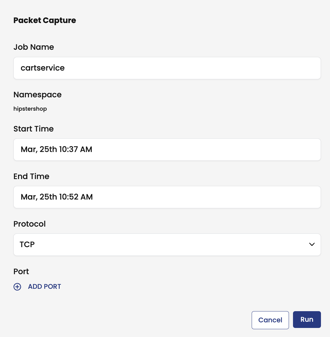 Packet Capture
Job Name
cartservice
Namespace
hipstershop
Start Time
Mar, 25th 10:37 AM
End Time
Mar, 25th 10:52 AM
Protocol
TCP
Port
ADD PORT
Cancel Run